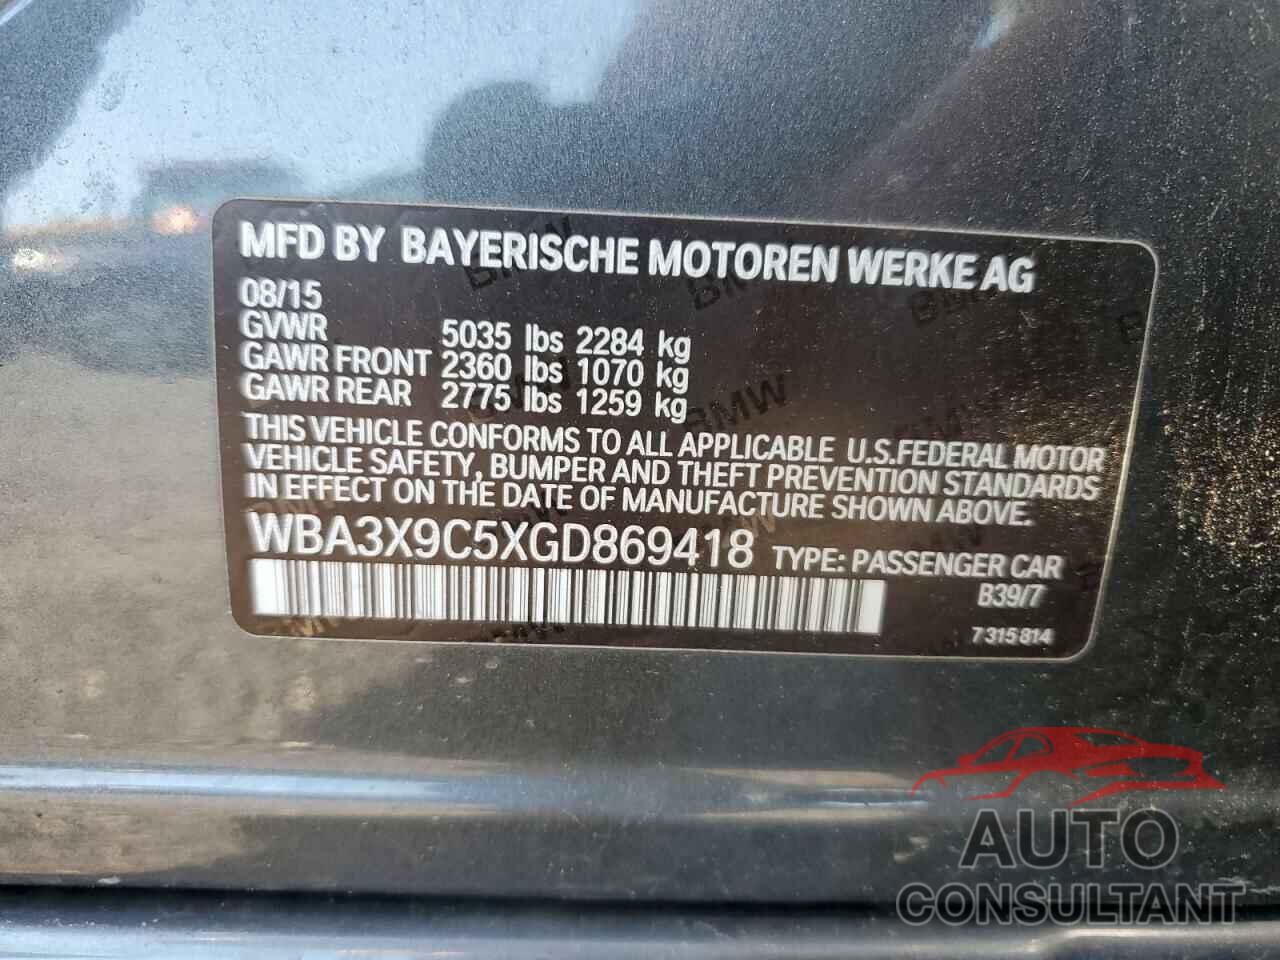 MFD BY BAYERISCHE MOTOREN WERKE AG
08/15
GVWR 5035 lbs 2284 kg
GAWR FRONT 2360 lbs 1070 kg
GAWR REAR 2775 lbs 1259 kg
THIS VEHICLE CONFORMS TO ALL APPLICABLE U.S.FEDERAL MOTOR
VEHICLE SAFETY, BUMPER AND THEFT PREVENTION STANDARDS
IN EFFECT ON THE DATE OF MANUFACTURE SHOWN ABOVE.
WBA3X9C5XGD869418 TYPE: PASSENGER CAR
B39/7
7 315 814
AUTO
CONSULTANT